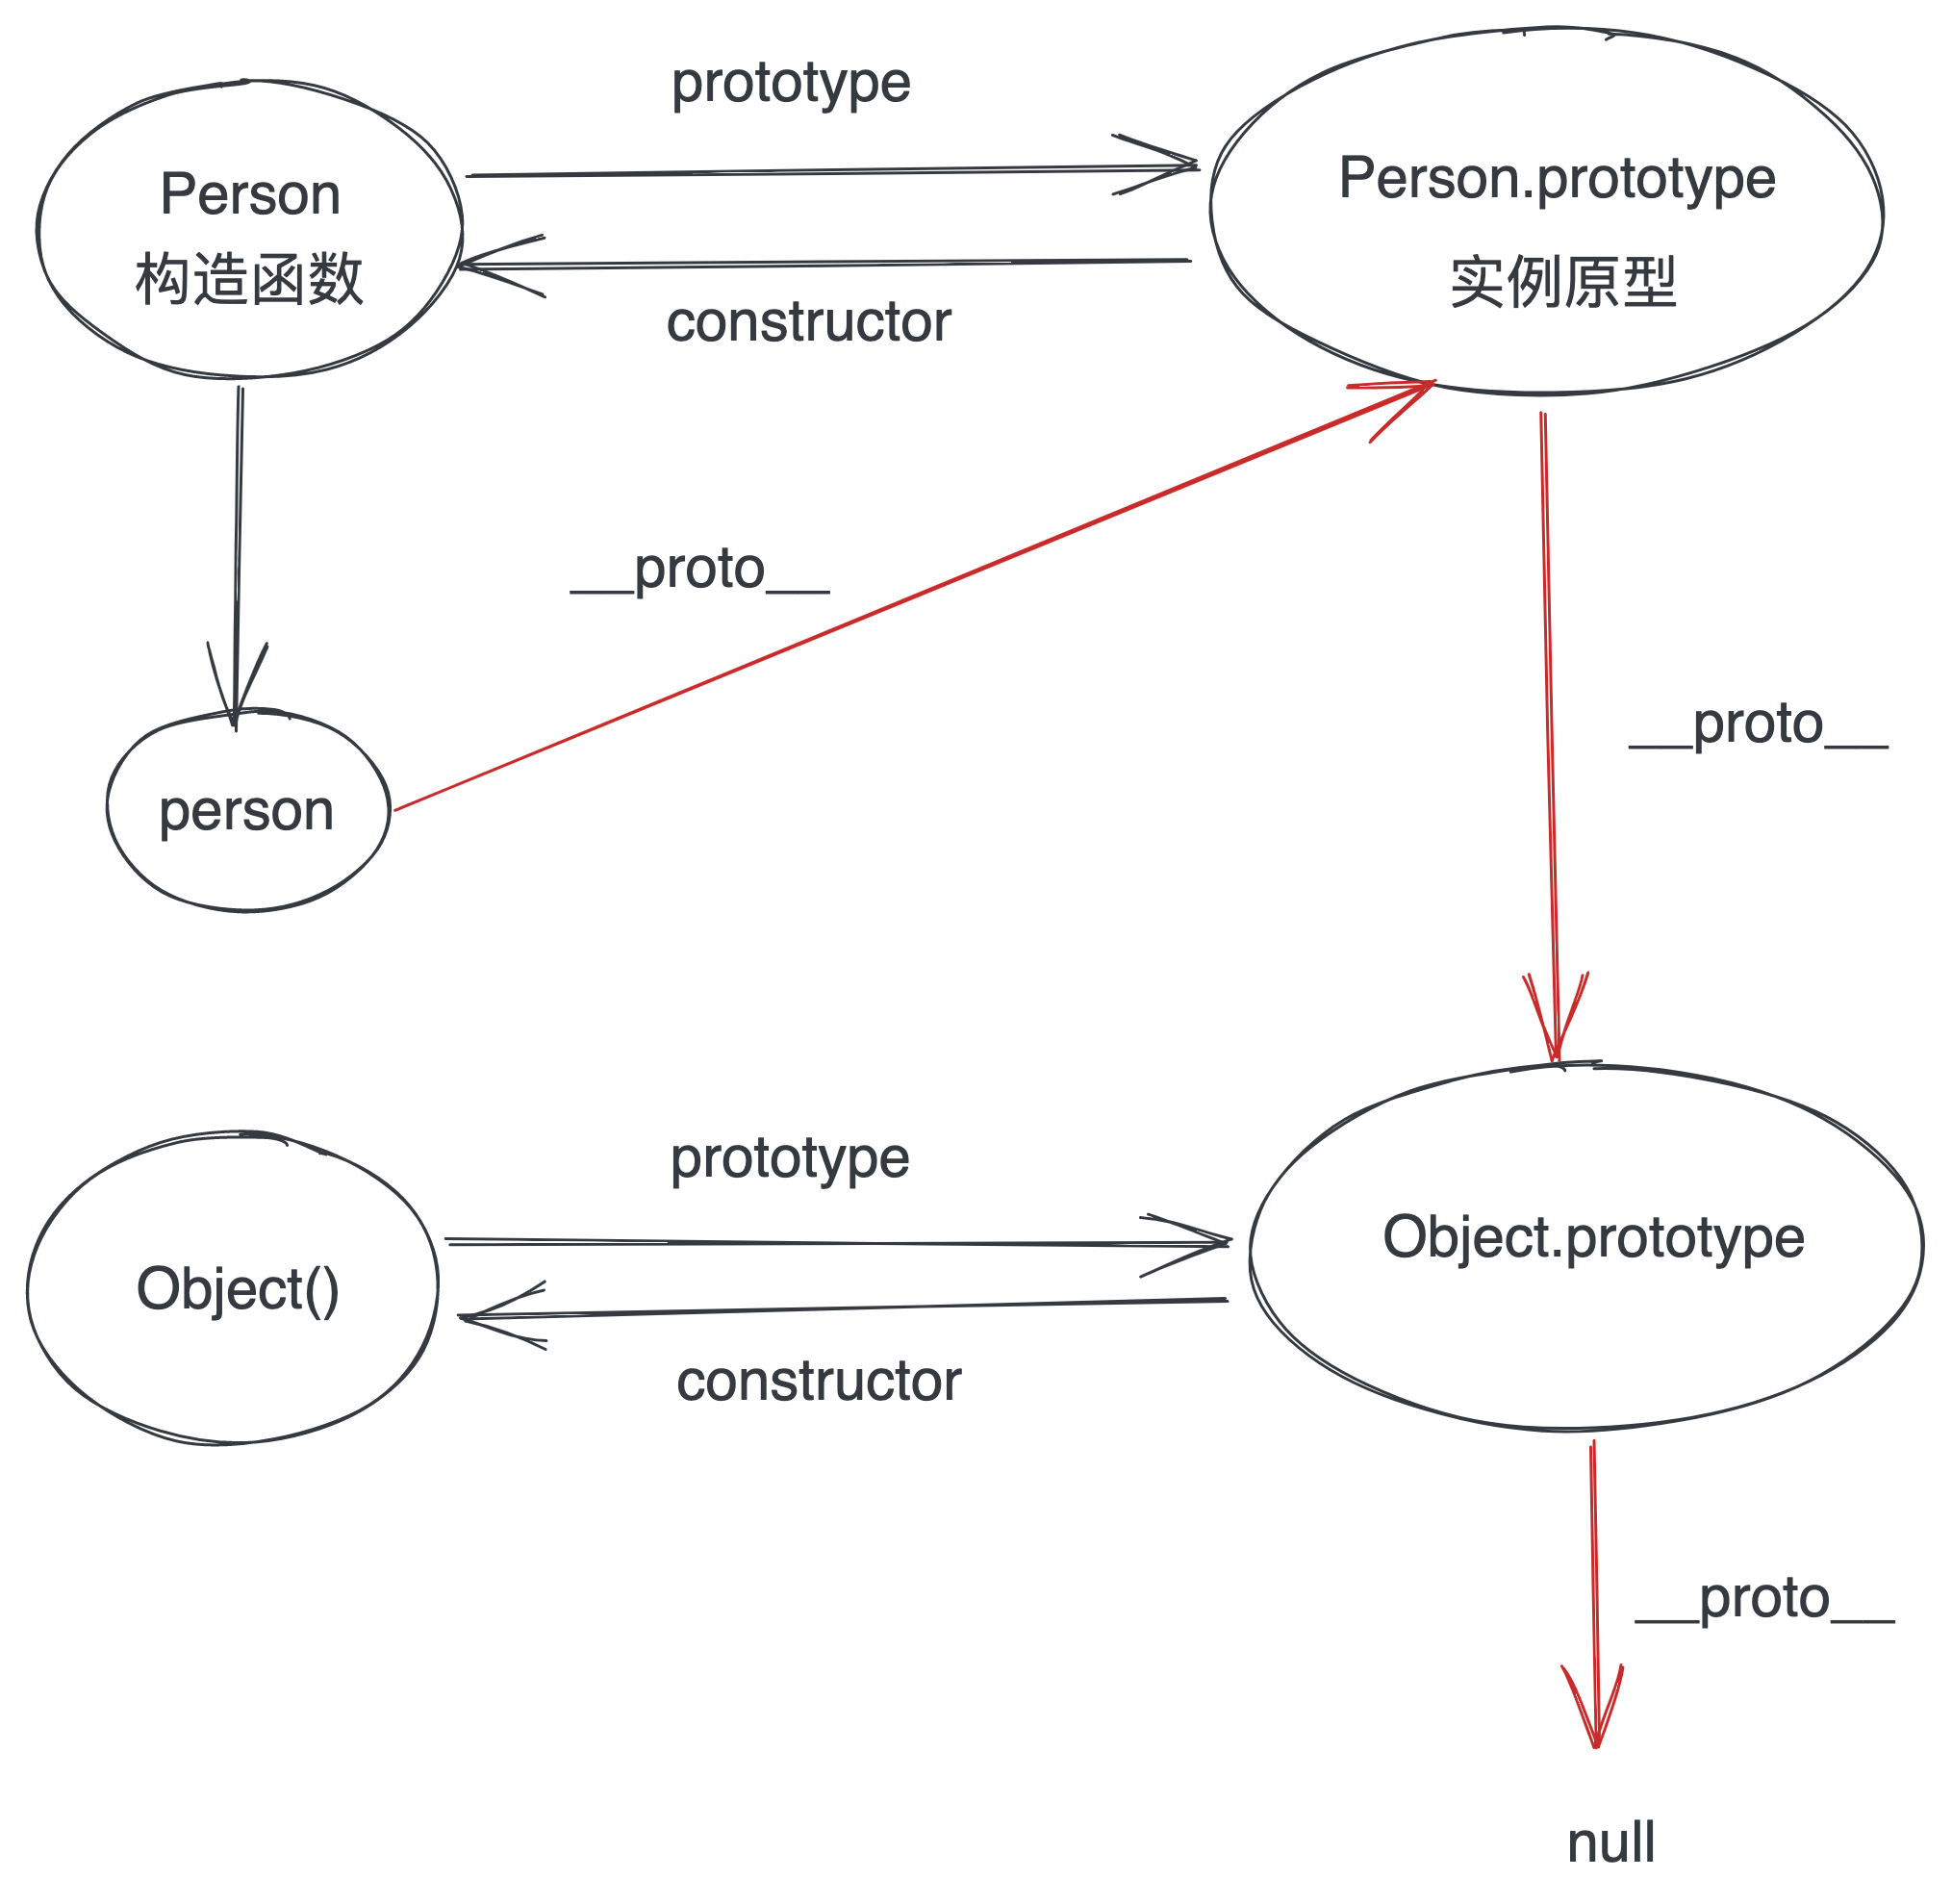 prototype
Person
构造函数
Person.prototype
实例原型
constructor
__proto__
__proto__
person
prototype
Object()
Object.prototype
constructor
__proto__
null